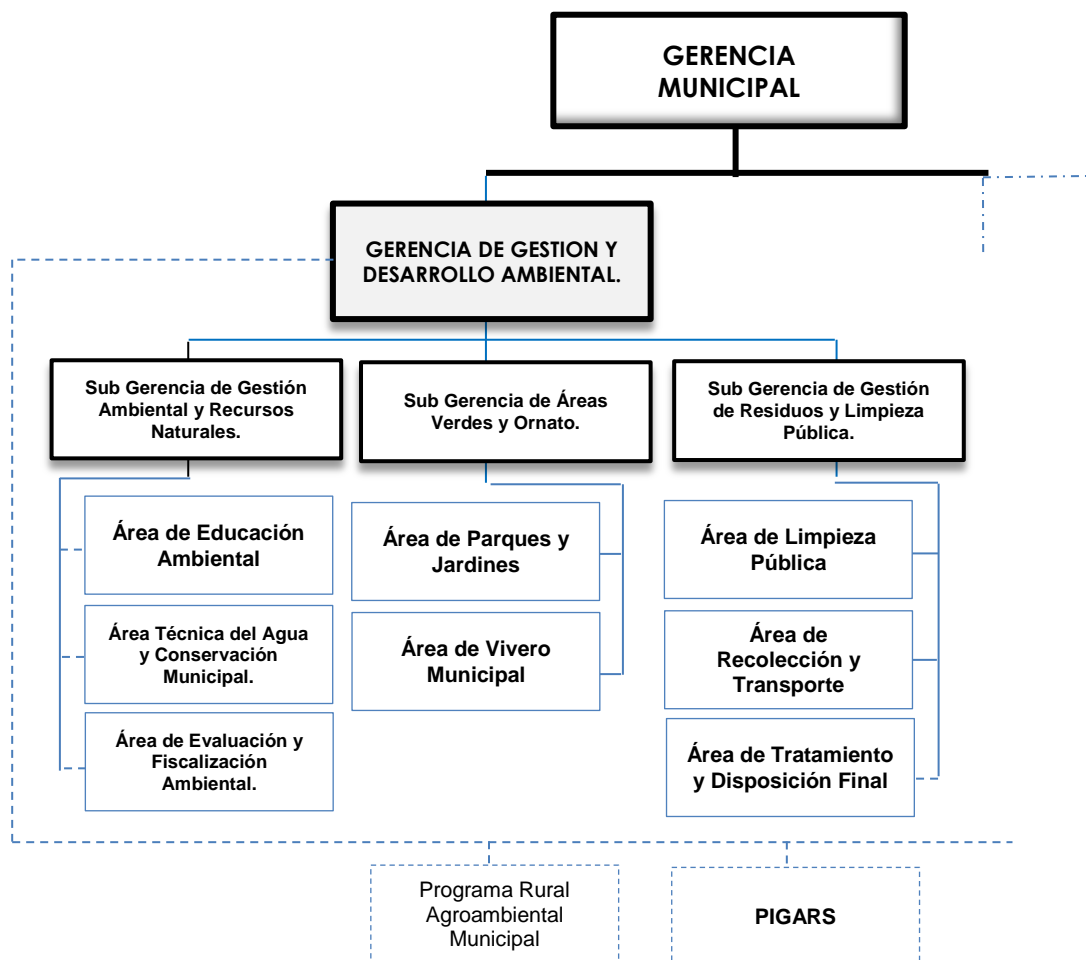 GERENCIA
MUNICIPAL
GERENCIA DE GESTION Y
DESARROLLO AMBIENTAL.
Sub Gerencia de Gestión
Ambiental y Recursos
Naturales.
Sub Gerencia de Áreas
Verdes y Ornato.
Sub Gerencia de Gestión
de Residuos y Limpieza
Pública.
Área de Educación
Ambiental
Área Técnica del Agua
y Conservación
Municipal.
Área de Evaluación y
Fiscalización
Ambiental.
Área de Parques y
Jardines
Área de Vivero
Municipal
Área de Limpieza
Pública
Área de
Recolección y
Transporte
Área de Tratamiento
y Disposición Final
Programa Rural
Agroambiental
Municipal
PIGARS